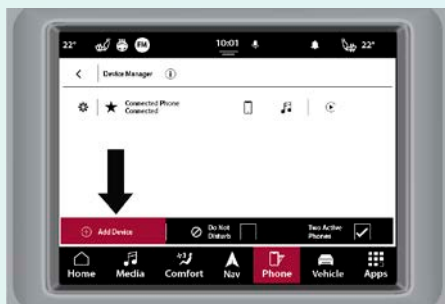 22° FM 10:01 22°
Device Manager
Connected Phone
Connected
Add Device
Do Not
Disturb
Two Active
Phones
Home Media Comfort Nav Phone Vehicle Apps